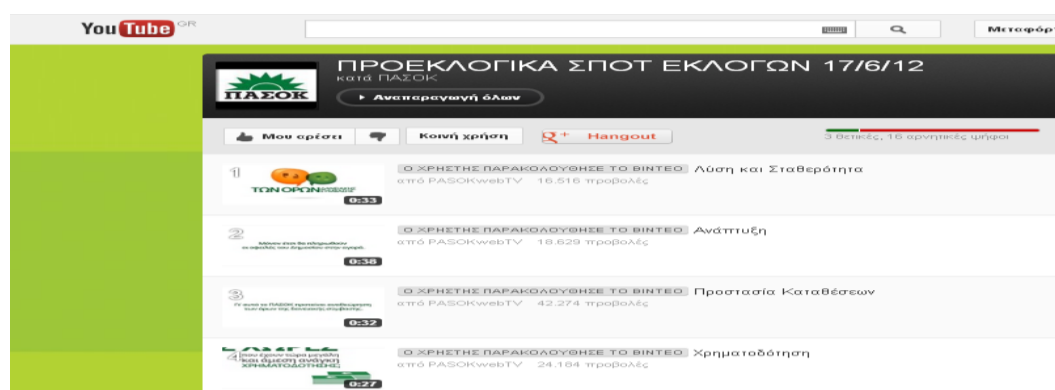 YouTube GR
Μεταφόρ
ΠΑΣΟΚ
ΠΡΟΕΚΛΟΓΙΚΑ ΣΠΟΤ ΕΚΛΟΓΩΝ 17/6/12
κατά ΠΑΣΟΚ
Αναπαραγωγή όλων
Μου αρέσει
Κοινή χρήση
g+ Hangout
3 θετικές, 16 αρνητικές ψήφοι
1
ΤΩΝ ΟΡΩΝ
0:33
Ο ΧΡΗΣΤΗΣ ΠΑΡΑΚΟΛΟΥΘΗΣΕ ΤΟ ΒΙΝΤΕΟ Λύση και Σταθερότητα
από PASOKwebTV 16.516 προβολές
2
0:38
Ο ΧΡΗΣΤΗΣ ΠΑΡΑΚΟΛΟΥΘΗΣΕ ΤΟ ΒΙΝΤΕΟ Ανάπτυξη
από PASOKwebTV 18.629 προβολές
3
0:32
Ο ΧΡΗΣΤΗΣ ΠΑΡΑΚΟΛΟΥΘΗΣΕ ΤΟ ΒΙΝΤΕΟ Προστασία Καταθέσεων
από PASOKwebTV 42.274 προβολές
4
που έχουν τώρα μεγάλη
και άμεση ανάγκη
ΧΡΗΜΑΤΟΔΟΤΗΣΗΣ
0:27
Ο ΧΡΗΣΤΗΣ ΠΑΡΑΚΟΛΟΥΘΗΣΕ ΤΟ ΒΙΝΤΕΟ Χρηματοδότηση
από PASOKwebTV 24.184 προβολές